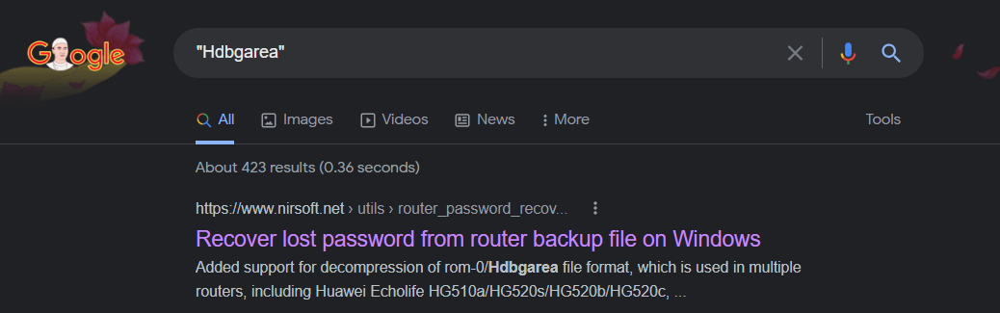 Google
"Hdbgarea"
All Images Videos News More Tools
About 423 results (0.36 seconds)
https://www.nirsoft.net › utils › router_password_recov...
Recover lost password from router backup file on Windows
Added support for decompression of rom-0/Hdbgarea file format, which is used in multiple
routers, including Huawei Echolife HG510a/HG520s/HG520b/HG520c, ...